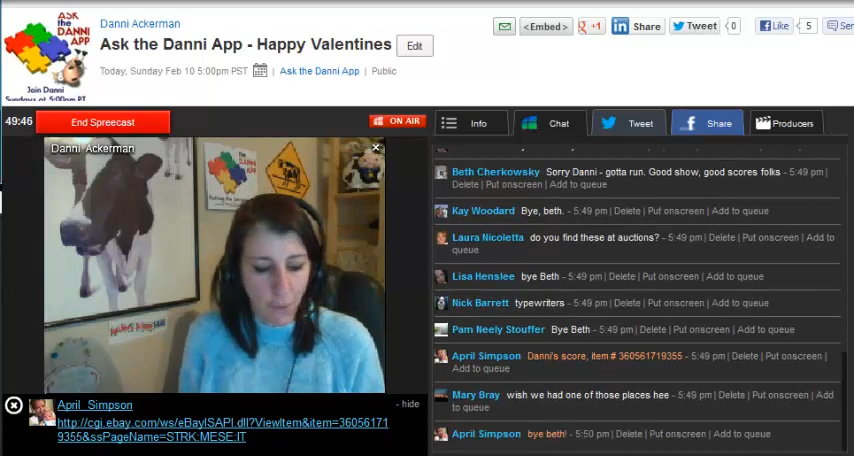 ASK
the
DANNI
APP
Join Danni
Sundays at 5:00pm PT
Danni Ackerman
Ask the Danni App - Happy Valentines
Edit
Today, Sunday Feb 10 5:00pm PST | Ask the Danni App | Public
<Embed>
g +1
in Share
Tweet 0
Like 5
Sen
49:46
End Spreecast
ON AIR
Info
Chat
Tweet
Share
Producers
Danni Ackerman
Beth Cherkowsky Sorry Danni - gotta run. Good show, good scores folks - 5:49 pm |
Delete | Put onscreen | Add to queue
Kay Woodard Bye, beth. - 5:49 pm | Delete | Put onscreen | Add to queue
Laura Nicoletta do you find these at auctions? - 5:49 pm | Delete | Put onscreen | Add to
queue
Lisa Henslee bye Beth - 5:49 pm | Delete | Put onscreen | Add to queue
Nick Barrett typewriters - 5:49 pm | Delete | Put onscreen | Add to queue
Pam Neely Stouffer Bye Beth - 5:49 pm | Delete | Put onscreen | Add to queue
April Simpson Danni's score, item # 360561719355 - 5:49 pm | Delete | Put onscreen |
Add to queue
Mary Bray wish we had one of those places hee - 5:49 pm | Delete | Put onscreen | Add
to queue
April Simpson bye beth! - 5:50 pm | Delete | Put onscreen | Add to queue
April Simpson
- hide
http://cgi.ebay.com/ws/eBayISAPI.dll?ViewItem&item=36056171
9355&ssPageName=STRK:MESE:IT